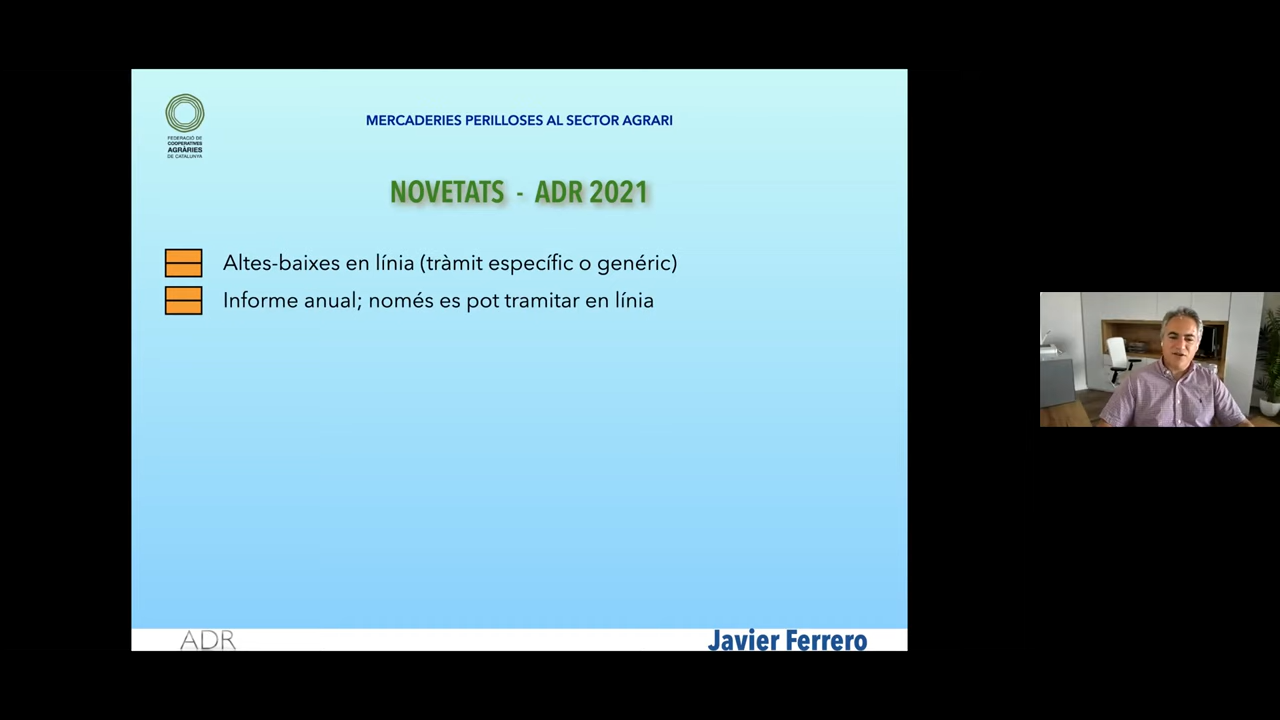 FEDERACIÓ DE
COOPERATIVES
AGRÀRIES
DE CATALUNYA
MERCADERIES PERILLOSES AL SECTOR AGRARI
NOVETATS - ADR 2021
Altes-baixes en línia (tràmit específic o genéric)
Informe anual; només es pot tramitar en línia
ADR
Javier Ferrero